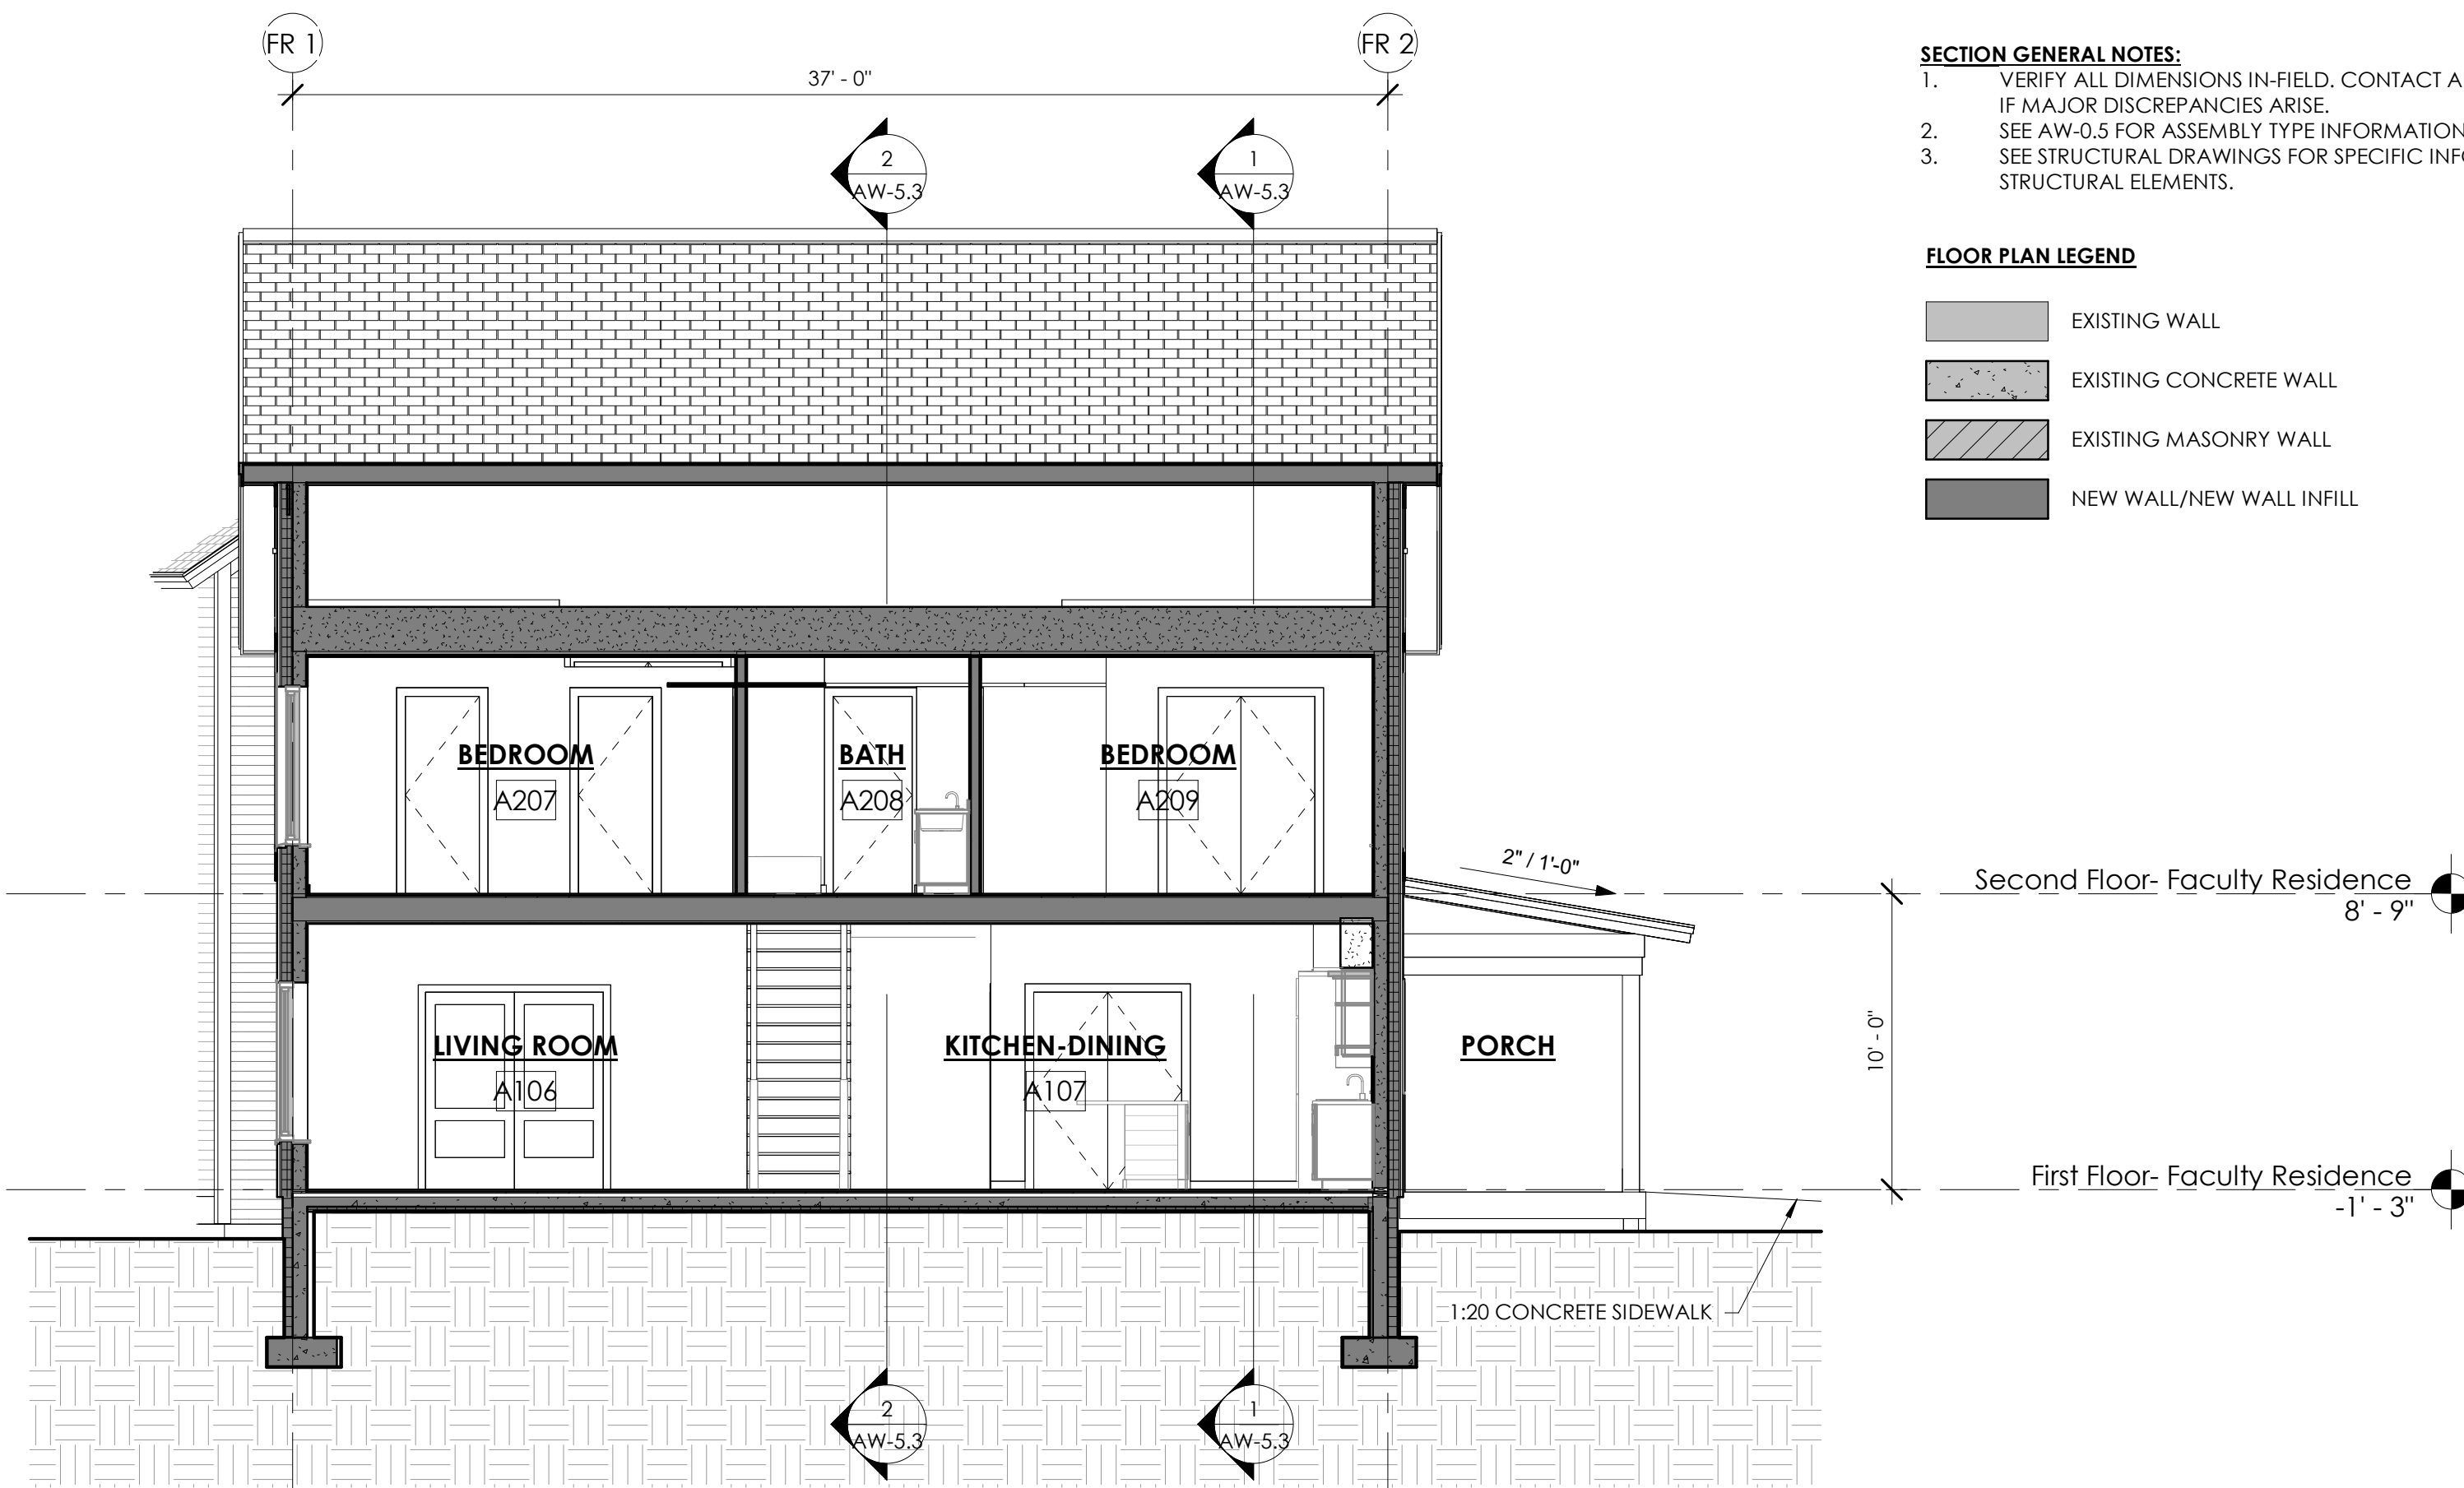 FR 1
FR 2
37' - 0"
2
AW-5.3
1
AW-5.3
SECTION GENERAL NOTES:
1. VERIFY ALL DIMENSIONS IN-FIELD. CONTACT A
IF MAJOR DISCREPANCIES ARISE.
2. SEE AW-0.5 FOR ASSEMBLY TYPE INFORMATION
3. SEE STRUCTURAL DRAWINGS FOR SPECIFIC INFO
STRUCTURAL ELEMENTS.
FLOOR PLAN LEGEND
EXISTING WALL
EXISTING CONCRETE WALL
EXISTING MASONRY WALL
NEW WALL/NEW WALL INFILL
BEDROOM
A207
BATH
A208
BEDROOM
A209
2" / 1'-0"
Second Floor- Faculty Residence
8' - 9"
LIVING ROOM
A106
KITCHEN-DINING
A107
PORCH
10' - 0"
First Floor- Faculty Residence
-1' - 3"
1:20 CONCRETE SIDEWALK
2
AW-5.3
1
AW-5.3